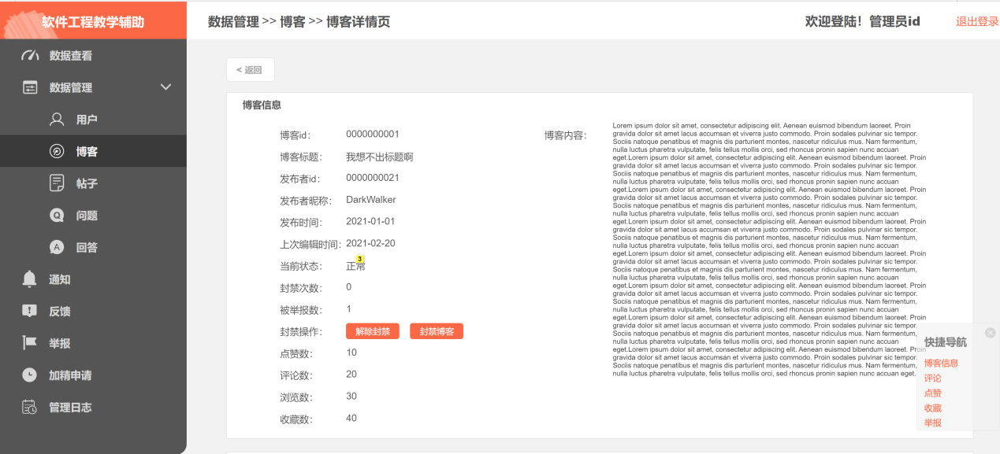 软件工程教学辅助
数据管理 >> 博客 >> 博客详情页
欢迎登陆！管理员id
退出登录
数据查看
数据管理
用户
博客
帖子
问题
回答
通知
反馈
举报
加精申请
管理日志
< 返回
博客信息
博客id： 0000000001
博客标题： 我想不出标题啊
发布者id： 0000000021
发布者昵称： DarkWalker
发布时间： 2021-01-01
上次编辑时间： 2021-02-20
3
当前状态： 正常
封禁次数： 0
被举报数： 1
封禁操作： 解除封禁 封禁博客
点赞数： 10
评论数： 20
浏览数： 30
收藏数： 40
博客内容：
Lorem ipsum dolor sit amet, consectetur adipiscing elit. Aenean euismod bibendum laoreet. Proin
gravida dolor sit amet lacus accumsan et viverra justo commodo. Proin sodales pulvinar sic tempor.
Sociis natoque penatibus et magnis dis parturient montes, nascetur ridiculus mus. Nam fermentum,
nulla luctus pharetra vulputate, felis tellus mollis orci, sed rhoncus pronin sapien nunc accuan
eget.Lorem ipsum dolor sit amet, consectetur adipiscing elit. Aenean euismod bibendum laoreet. Proin
gravida dolor sit amet lacus accumsan et viverra justo commodo. Proin sodales pulvinar sic tempor.
Sociis natoque penatibus et magnis dis parturient montes, nascetur ridiculus mus. Nam fermentum,
nulla luctus pharetra vulputate, felis tellus mollis orci, sed rhoncus pronin sapien nunc accuan
eget.Lorem ipsum dolor sit amet, consectetur adipiscing elit. Aenean euismod bibendum laoreet. Proin
gravida dolor sit amet lacus accumsan et viverra justo commodo. Proin sodales pulvinar sic tempor.
Sociis natoque penatibus et magnis dis parturient montes, nascetur ridiculus mus. Nam fermentum,
nulla luctus pharetra vulputate, felis tellus mollis orci, sed rhoncus pronin sapien nunc accuan
eget.Lorem ipsum dolor sit amet, consectetur adipiscing elit. Aenean euismod bibendum laoreet. Proin
gravida dolor sit amet lacus accumsan et viverra justo commodo. Proin sodales pulvinar sic tempor.
Sociis natoque penatibus et magnis dis parturient montes, nascetur ridiculus mus. Nam fermentum,
nulla luctus pharetra vulputate, felis tellus mollis orci, sed rhoncus pronin sapien nunc accuan
eget.Lorem ipsum dolor sit amet, consectetur adipiscing elit. Aenean euismod bibendum laoreet. Proin
gravida dolor sit amet lacus accumsan et viverra justo commodo. Proin sodales pulvinar sic tempor.
Sociis natoque penatibus et magnis dis parturient montes, nascetur ridiculus mus. Nam fermentum,
nulla luctus pharetra vulputate, felis tellus mollis orci, sed rhoncus pronin sapien nunc accuan
eget.Lorem ipsum dolor sit amet, consectetur adipiscing elit. Aenean euismod bibendum laoreet. Proin
gravida dolor sit amet lacus accumsan et viverra justo commodo. Proin sodales pulvinar sic tempor.
Sociis natoque penatibus et magnis dis parturient montes, nascetur ridiculus mus. Nam fermentum,
nulla luctus pharetra vulputate, felis tellus mollis orci, sed rhoncus pronin sapien nunc accuan
eget.Lorem ipsum dolor sit amet, consectetur adipiscing elit. Aenean euismod bibendum laoreet. Proin
gravida dolor sit amet lacus accumsan et viverra justo commodo. Proin sodales pulvinar sic tempor.
Sociis natoque penatibus et magnis dis parturient montes, nascetur ridiculus mus. Nam fermentum,
nulla luctus pharetra vulputate, felis tellus mollis orci, sed rhoncus pronin sapien nunc accuan
eget.Lorem ipsum dolor sit amet, consectetur adipiscing elit. Aenean euismod bibendum laoreet. Proin
gravida dolor sit amet lacus accumsan et viverra justo commodo. Proin sodales pulvinar sic tempor.
Sociis natoque penatibus et magnis dis parturient montes, nascetur ridiculus mus. Nam fermentum,
nulla luctus pharetra vulputate, felis tellus mollis orci, sed rhoncus pronin sapien nunc accuan eget.
快捷导航
博客信息
评论
点赞
收藏
举报